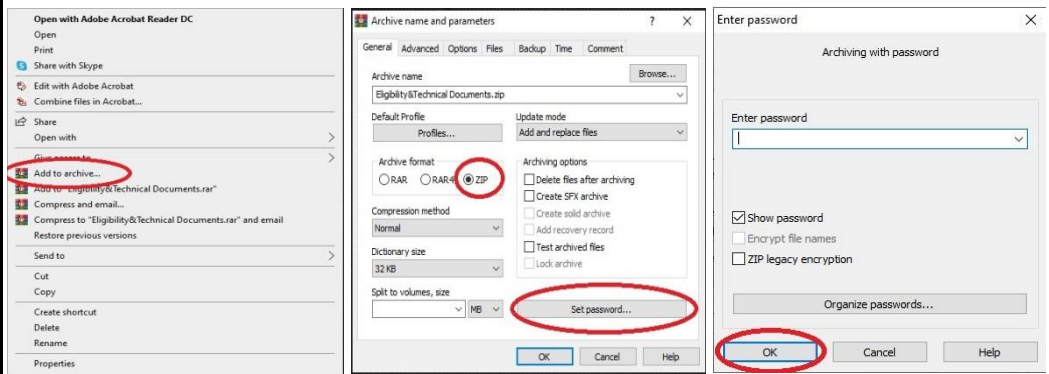 Open with Adobe Acrobat Reader DC
Open
Print
Share with Skype
Edit with Adobe Acrobat
Combine files in Acrobat...
Share
Open with
Give access to
Add to archive...
Add to "Eligibility&Technical Documents.rar"
Compress and email...
Compress to "Eligibility&Technical Documents.rar" and email
Restore previous versions
Send to
Cut
Copy
Create shortcut
Delete
Rename
Properties
Archive name and parameters
General Advanced Options Files Backup Time Comment
Archive name
Browse...
Eligibility&Technical Documents.zip
Default Profile
Profiles...
Update mode
Add and replace files
Archive format
RAR RAR4 ZIP
Compression method
Normal
Dictionary size
32 KB
Split to volumes, size
MB
Archiving options
Delete files after archiving
Create SFX archive
Create solid archive
Add recovery record
Test archived files
Lock archive
Set password...
OK Cancel Help
Enter password
Archiving with password
Enter password
Show password
Encrypt file names
ZIP legacy encryption
Organize passwords...
OK Cancel Help